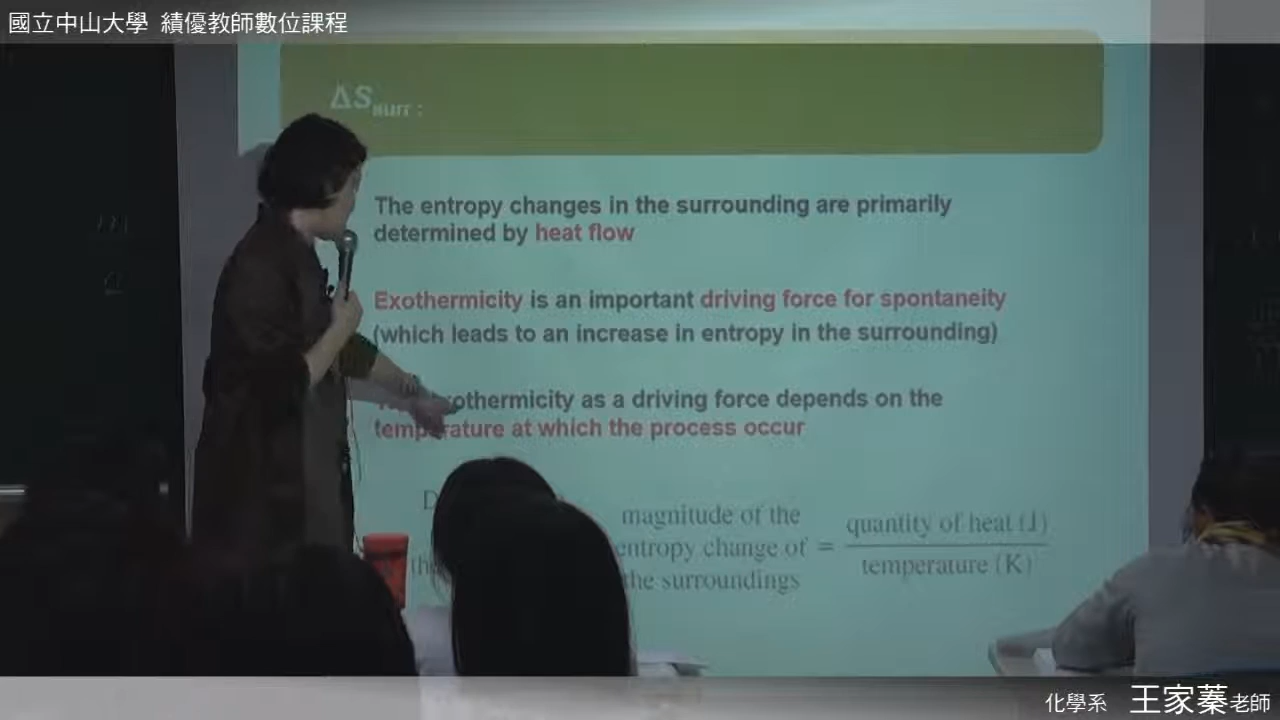 國立中山大學 績優教師數位課程
ΔSsurr :
The entropy changes in the surrounding are primarily
determined by heat flow
Exothermicity is an important driving force for spontaneity
(which leads to an increase in entropy in the surrounding)
as a driving force depends on the
temperature at which the process occur
magnitude of the
entropy change of
the surroundings
=
quantity of heat (J)
temperature (K)
化學系 王家蓁老師